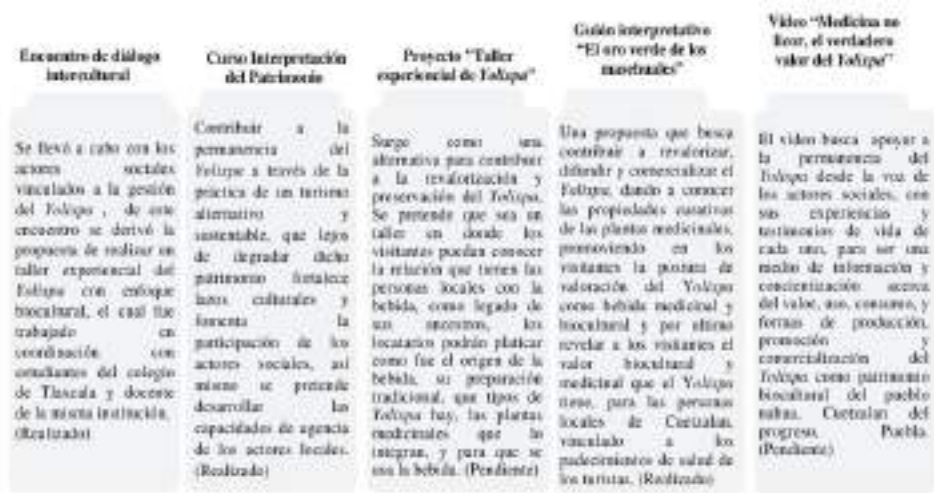 Encuentro de diálogo
intercultural
Se llevó a cabo con los
actores sociales
vinculados a la gestión
del Yolixpa , de este
encuentro se derivó la
propuesta de realizar un
taller experiencial del
Yolixpa con enfoque
biocultural, el cual fue
trabajado en
coordinación con
estudiantes del colegio
de Tlaxcala y docente
de la misma institución.
(Realizado)
Curso Interpretación
del Patrimonio
Contribuir a la
permanencia del
Yolixpa a través de la
práctica de un turismo
alternativo y
sustentable, que lejos
de degradar dicho
patrimonio fortalece
lazos culturales y
fomenta la
participación de los
actores sociales, así
mismo se pretende
desarrollar las
capacidades de agencia
de los actores locales.
(Realizado)
Proyecto "Taller
experiencial de Yolixpa"
Surge como una
alternativa para contribuir
a la revalorización y
preservación del Yolixpa.
Se pretende que sea un
taller en donde los
visitantes puedan conocer
la relación que tienen las
personas locales con la
bebida, como legado de
sus ancestros, los
locatarios podrán platicar
como fue el origen de la
bebida, su preparación
tradicional, que tipos de
Yolixpa hay, las plantas
medicinales que lo
integran, y para que se
usa la bebida. (Pendiente)
Guión interpretativo
"El oro verde de los
masehuales"
Una propuesta que busca
contribuir a revalorizar,
difundir y comercializar el
Yolixpa, dando a conocer
las propiedades curativas
de las plantas medicinales,
promoviendo en los
visitantes la postura de
valoración del Yolixpa
como bebida medicinal y
biocultural y por ultimo
revelar a los visitantes el
valor biocultural y
medicinal que el Yolixpa
tiene, para las personas
locales de Cuetzalan,
vinculado a los
padecimientos de salud de
los turistas. (Realizado)
Video "Medicina no
licor, el verdadero
valor del Yolixpa"
El video busca apoyar a
la permanencia del
Yolixpa desde la voz de
los actores sociales, con
sus experiencias y
testimonios de vida de
cada uno, para ser una
medio de información y
concientización acerca
del valor, uso, consumo, y
formas de producción,
promoción y
comercialización del
Yolixpa como patrimonio
biocultural del pueblo
nahua. Cuetzalan del
progreso, Puebla.
(Pendiente)